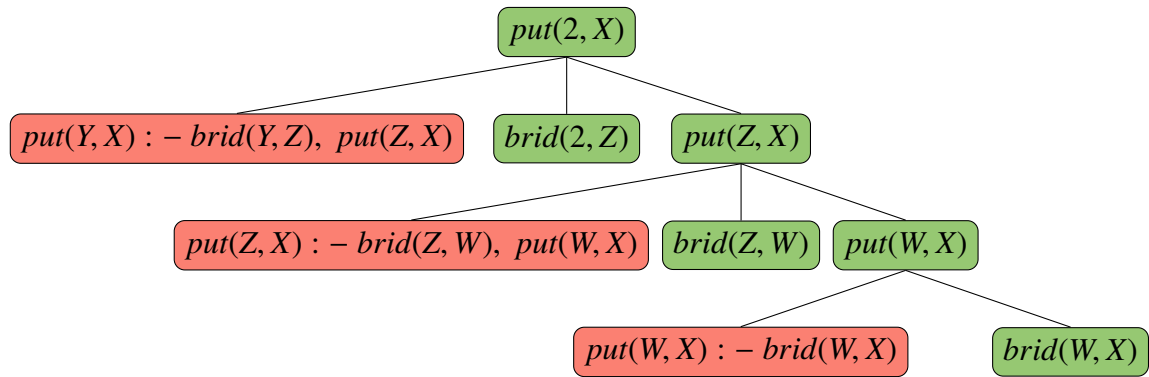 put(2, X)
put(Y, X) : − brid(Y, Z), put(Z, X)
brid(2, Z)
put(Z, X)
put(Z, X) : − brid(Z, W), put(W, X)
brid(Z, W)
put(W, X)
put(W, X) : − brid(W, X)
brid(W, X)